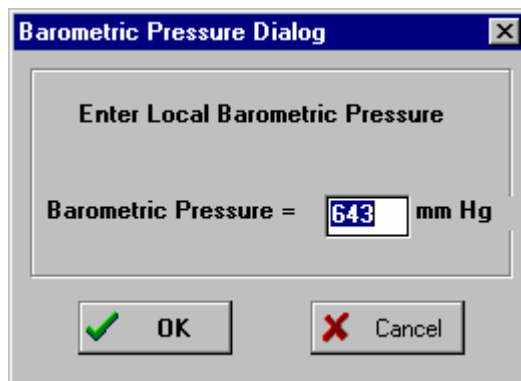 Barometric Pressure Dialog
Enter Local Barometric Pressure
Barometric Pressure = 643 mm Hg
OK Cancel